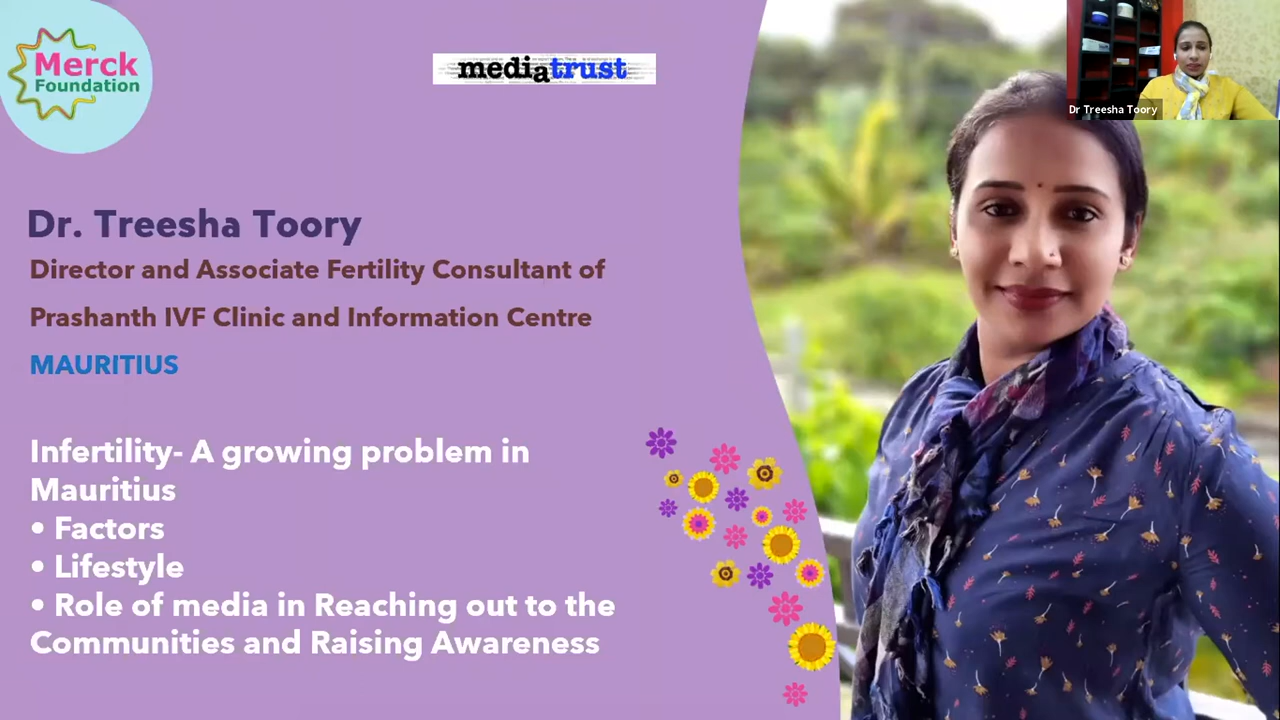 Merck
Foundation
mediatrust
Dr Treesha Toory
Dr. Treesha Toory
Director and Associate Fertility Consultant of
Prashanth IVF Clinic and Information Centre
MAURITIUS
Infertility- A growing problem in
Mauritius
• Factors
• Lifestyle
• Role of media in Reaching out to the
Communities and Raising Awareness